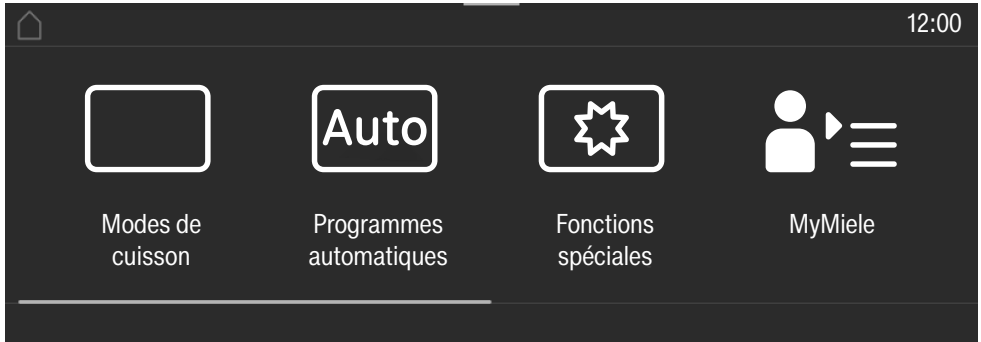 12:00
Auto
Modes de
cuisson
Programmes
automatiques
Fonctions
spéciales
MyMiele